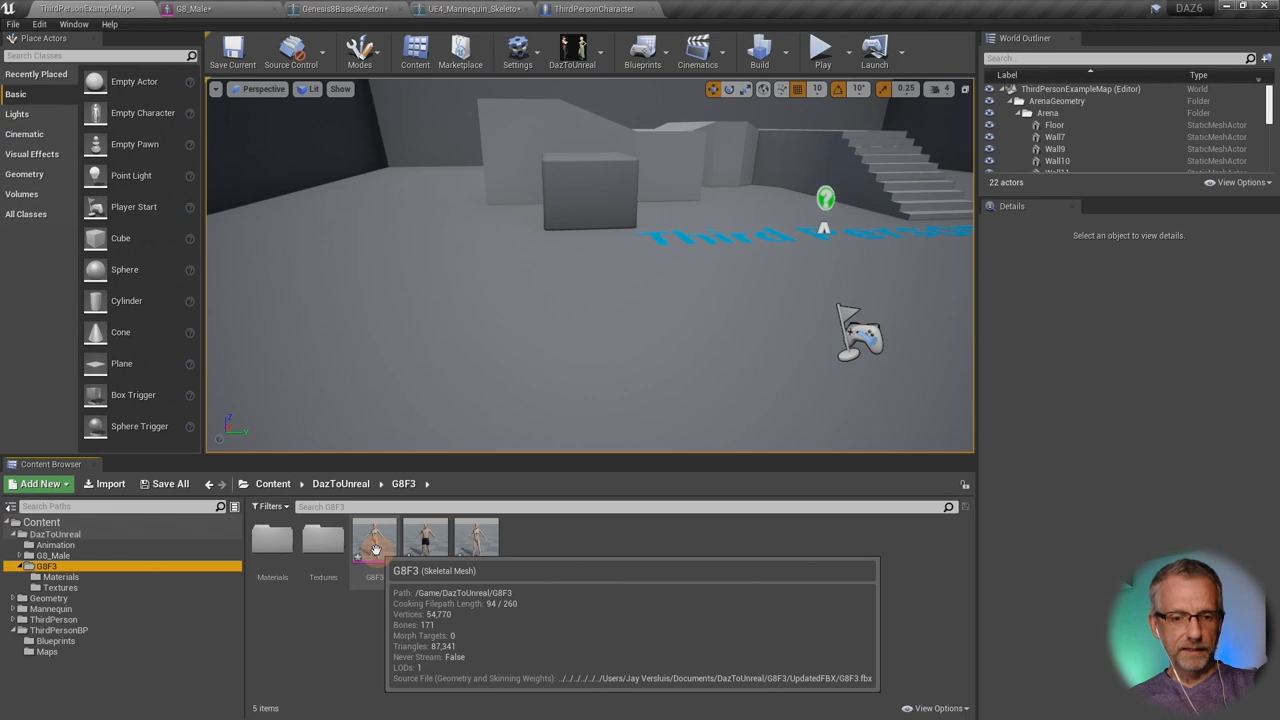 ThirdPersonExampleMap*
G8_Male*
Genesis8BaseSkeleton*
UE4_Mannequin_Skeleto*
ThirdPersonCharacter
DAZ6
File
Edit
Window
Help
Place Actors
Search Classes
Recently Placed
Basic
Lights
Cinematic
Visual Effects
Geometry
Volumes
All Classes
Empty Actor
Empty Character
Empty Pawn
Point Light
Player Start
Cube
Sphere
Cylinder
Cone
Plane
Box Trigger
Sphere Trigger
Save Current
Source Control
Modes
Content
Marketplace
Settings
DazToUnreal
Blueprints
Cinematics
Build
Play
Launch
Perspective
Lit
Show
10
10°
0.25
4
World Outliner
Search...
Label
Type
ThirdPersonExampleMap (Editor)
World
ArenaGeometry
Folder
Arena
Folder
Floor
StaticMeshActor
Wall7
StaticMeshActor
Wall9
StaticMeshActor
Wall10
StaticMeshActor
22 actors
View Options
Details
Select an object to view details.
Content Browser
Add New
Import
Save All
Content
DazToUnreal
G8F3
Search Paths
Filters
Search G8F3
Content
DazToUnreal
Animation
G8_Male
G8F3
Materials
Textures
Geometry
Mannequin
ThirdPerson
ThirdPersonBP
Blueprints
Maps
Materials
Textures
G8F3
G8F3 (Skeletal Mesh)
Path: /Game/DazToUnreal/G8F3
Cooking Filepath Length: 94 / 260
Vertices: 54,770
Bones: 171
Morph Targets: 0
Triangles: 87,341
Never Stream: False
LODs: 1
Source File (Geometry and Skinning Weights): ../../../../../../Users/Jay Versluis/Documents/DazToUnreal/G8F3/UpdatedFBX/G8F3.fbx
5 items
View Options